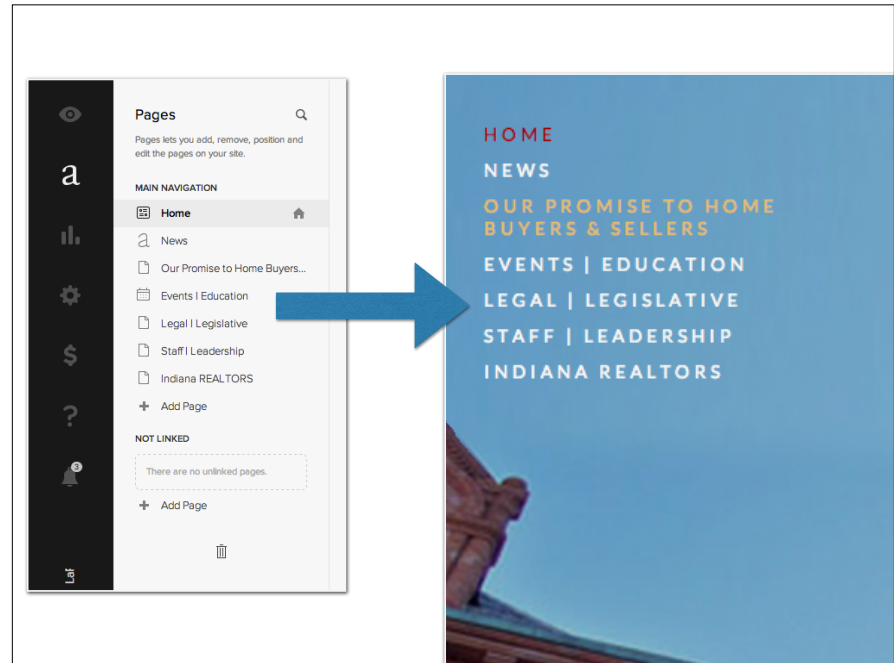 Pages
Pages lets you add, remove, position and
edit the pages on your site.
MAIN NAVIGATION
Home
a
News
Our Promise to Home Buyers...
Events | Education
Legal | Legislative
Staff | Leadership
Indiana REALTORS
Add Page
NOT LINKED
There are no unlinked pages.
Add Page
a
$
?
3
HOME
NEWS
OUR PROMISE TO HOME
BUYERS & SELLERS
EVENTS | EDUCATION
LEGAL | LEGISLATIVE
STAFF | LEADERSHIP
INDIANA REALTORS